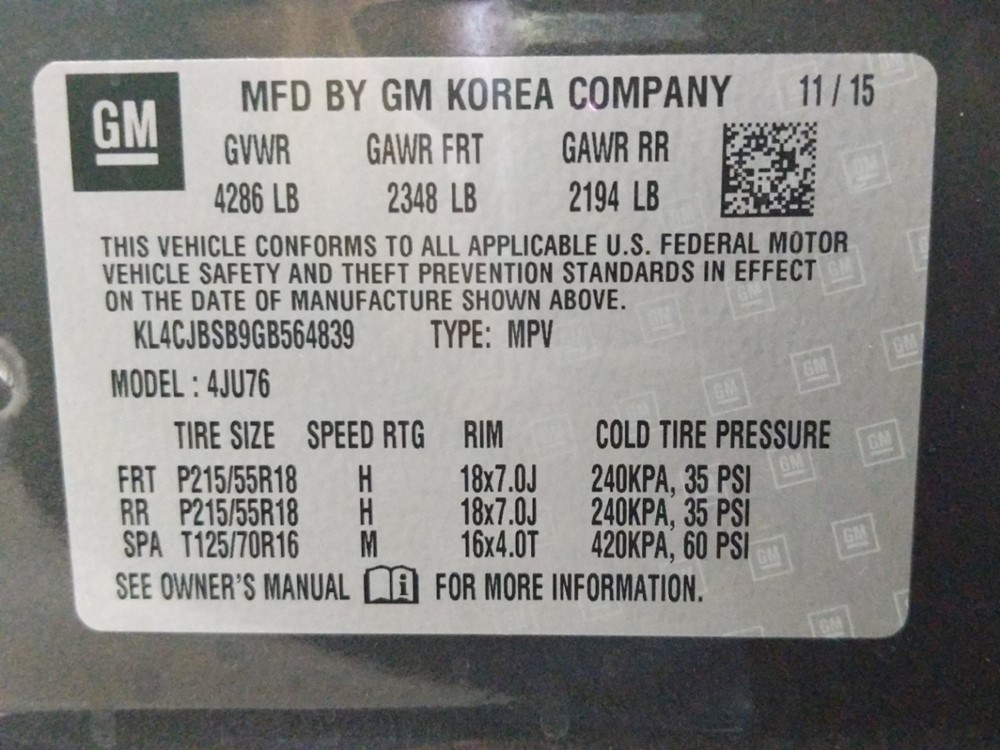 GM
MFD BY GM KOREA COMPANY 11 / 15
GVWR GAWR FRT GAWR RR
4286 LB 2348 LB 2194 LB
THIS VEHICLE CONFORMS TO ALL APPLICABLE U.S. FEDERAL MOTOR
VEHICLE SAFETY AND THEFT PREVENTION STANDARDS IN EFFECT
ON THE DATE OF MANUFACTURE SHOWN ABOVE.
KL4CJBSB9GB564839 TYPE: MPV
MODEL : 4JU76
TIRE SIZE SPEED RTG RIM COLD TIRE PRESSURE
FRT P215/55R18 H 18x7.0J 240KPA, 35 PSI
RR P215/55R18 H 18x7.0J 240KPA, 35 PSI
SPA T125/70R16 M 16x4.0T 420KPA, 60 PSI
SEE OWNER'S MANUAL i FOR MORE INFORMATION.